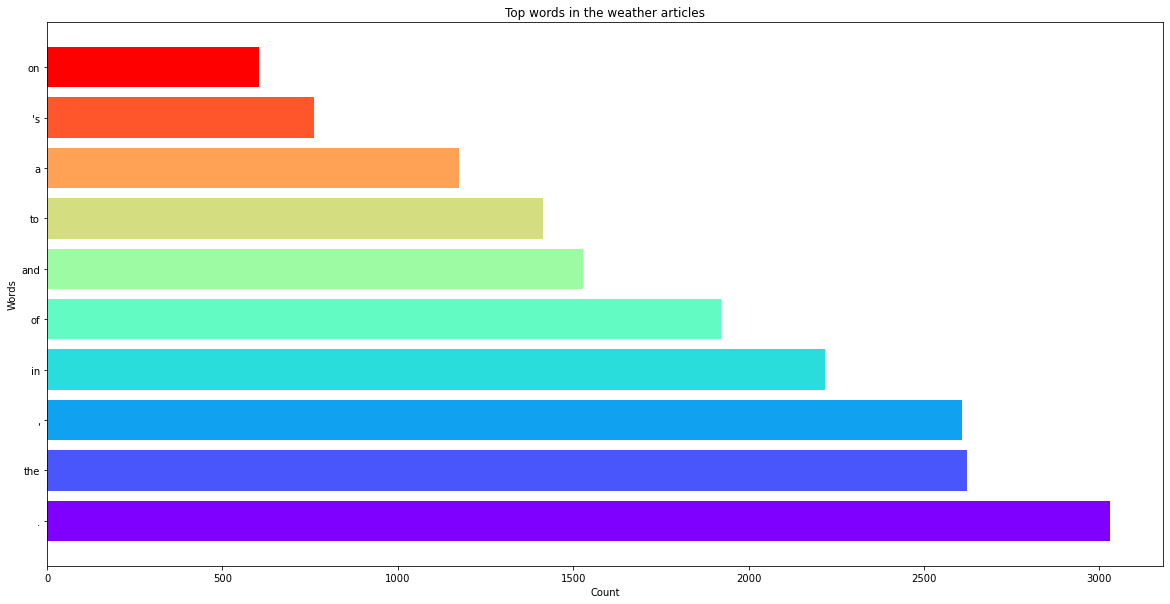 Top words in the weather articles
on
's
a
to
and
of
in
,
the
.
Words
0 500 1000 1500 2000 2500 3000
Count